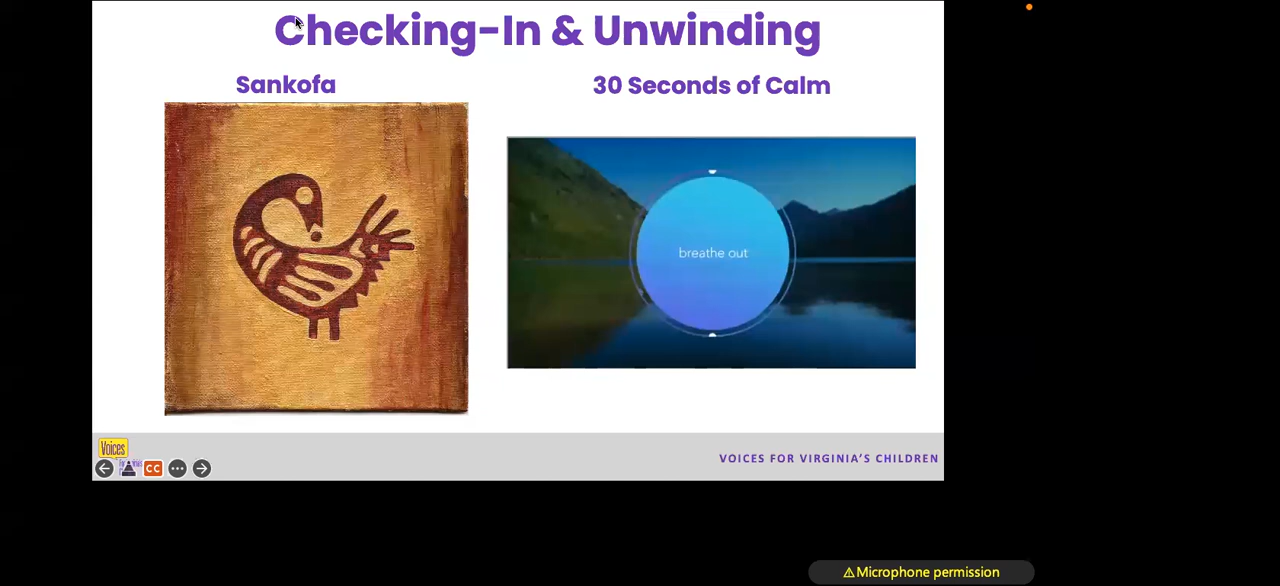 Checking-In & Unwinding
Sankofa
30 Seconds of Calm
breathe out
Voices
CC
VOICES FOR VIRGINIA'S CHILDREN
⚠Microphone permission